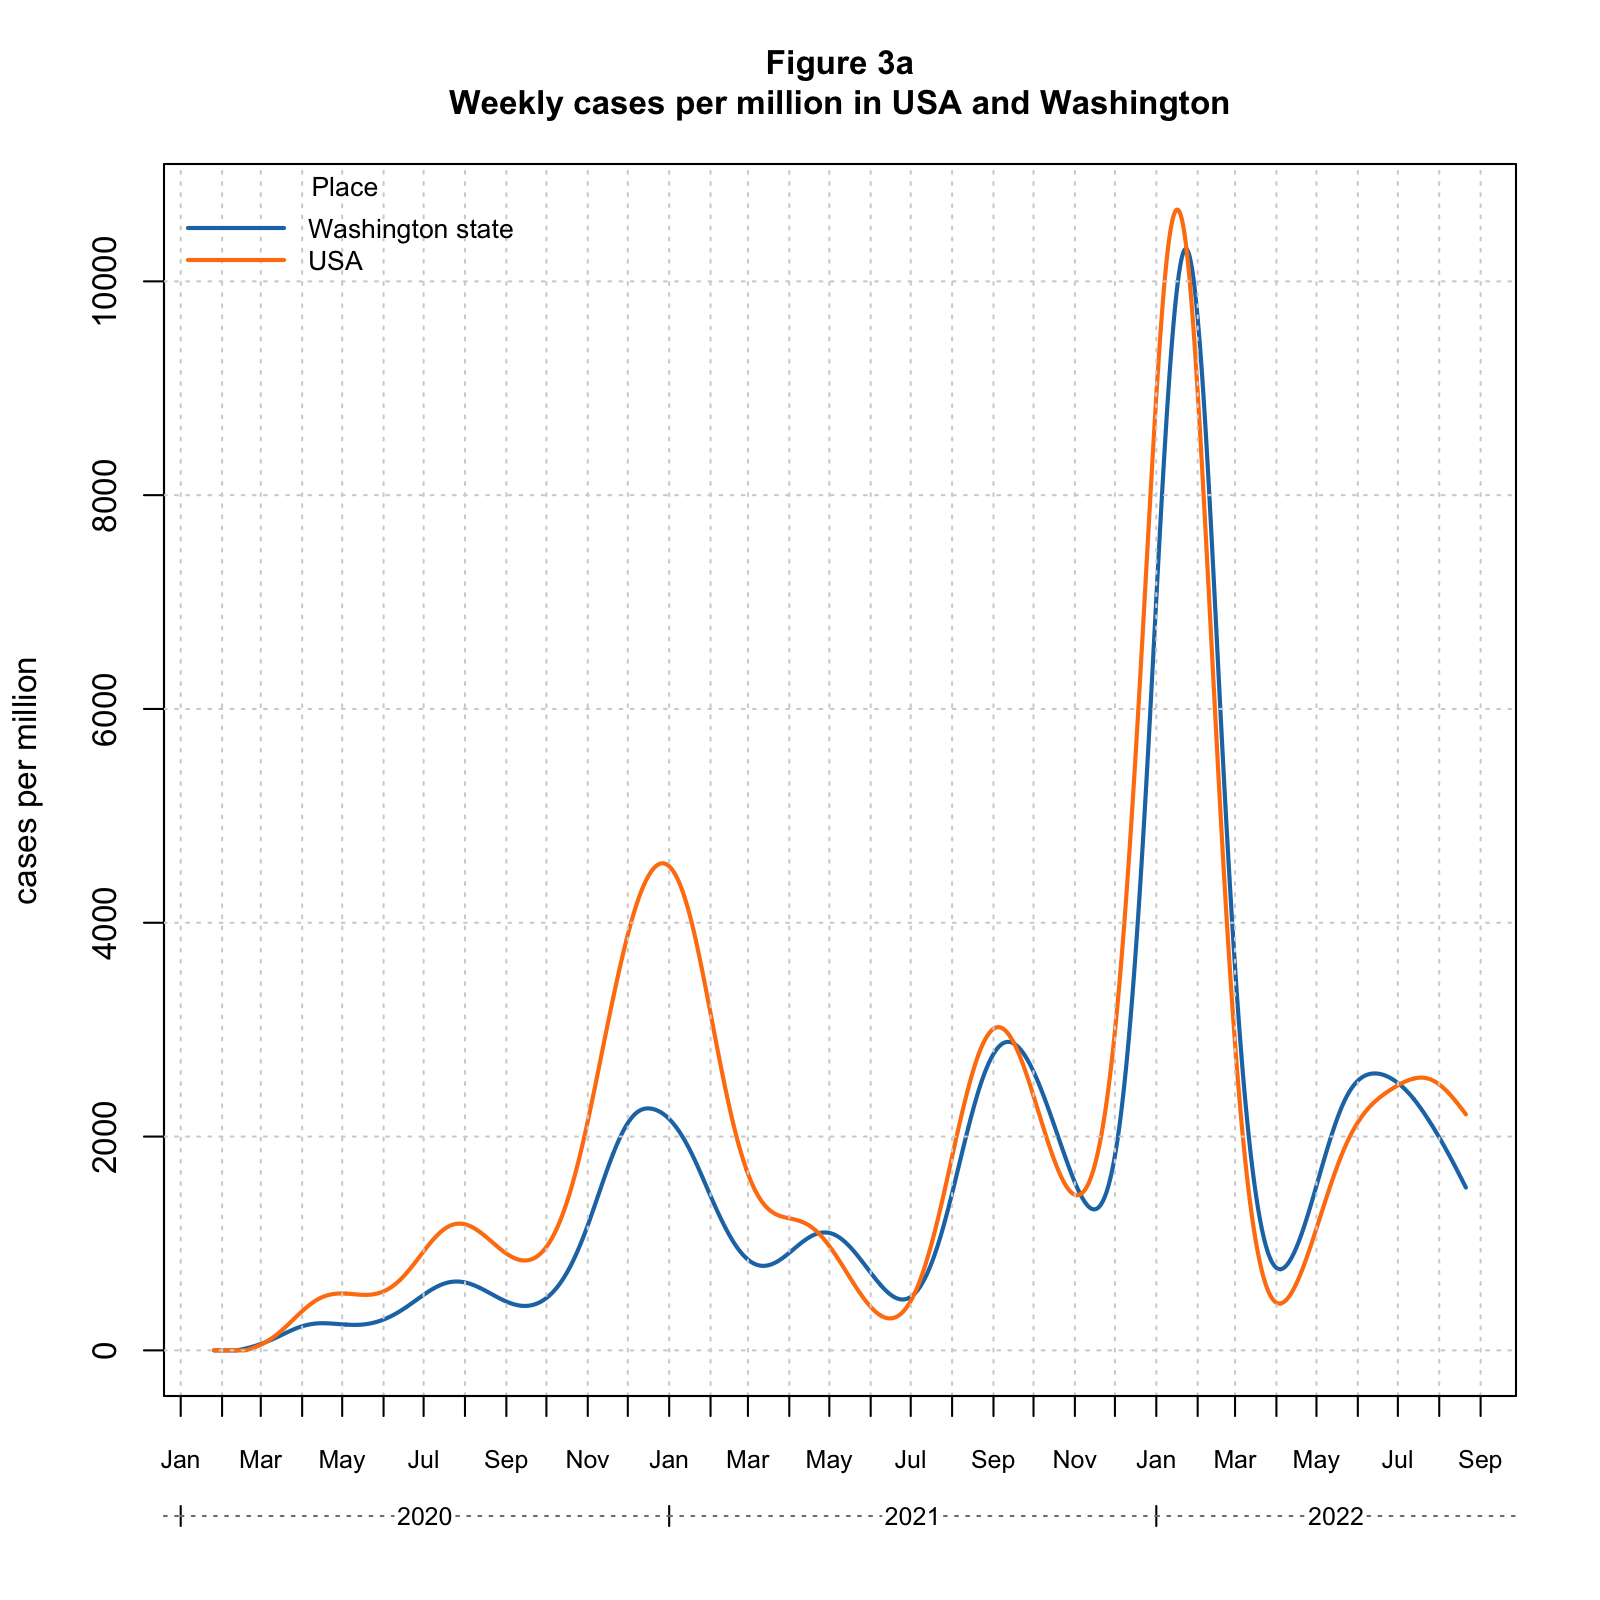 Figure 3a
Weekly cases per million in USA and Washington
Place
Washington state
USA
cases per million
10000
8000
6000
4000
2000
0
Jan Mar May Jul Sep Nov Jan Mar May Jul Sep Nov Jan Mar May Jul Sep
2020 2021 2022